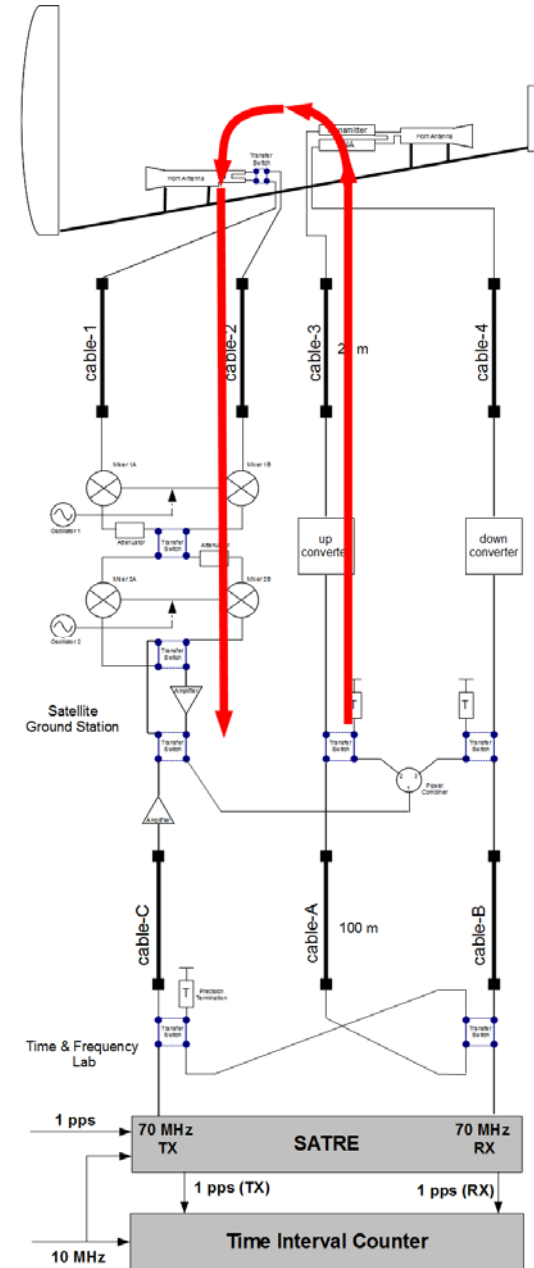 Transfer
Switch
Horn Antenna
Horn Antenna
cable-1
cable-2
cable-3
cable-4
Mixer 1A
Mixer 1B
Oscillator 1
Attenuator
Transfer
Switch
up
down
converter
Mixer 2A
Mixer 2B
Oscillator 2
Transfer
Switch
Amplifier
Satellite
Ground Station
T
T
Transfer
Switch
Transfer
Switch
Transfer
Switch
2
3
1
Power
Combiner
Amplifier
cable-C
cable-A
100 m
cable-B
T
Precision
Termination
Time & Frequency
Lab
Transfer
Switch
Transfer
Switch
1 pps
70 MHz
TX
SATRE
70 MHz
RX
1 pps (TX)
1 pps (RX)
Time Interval Counter
10 MHz